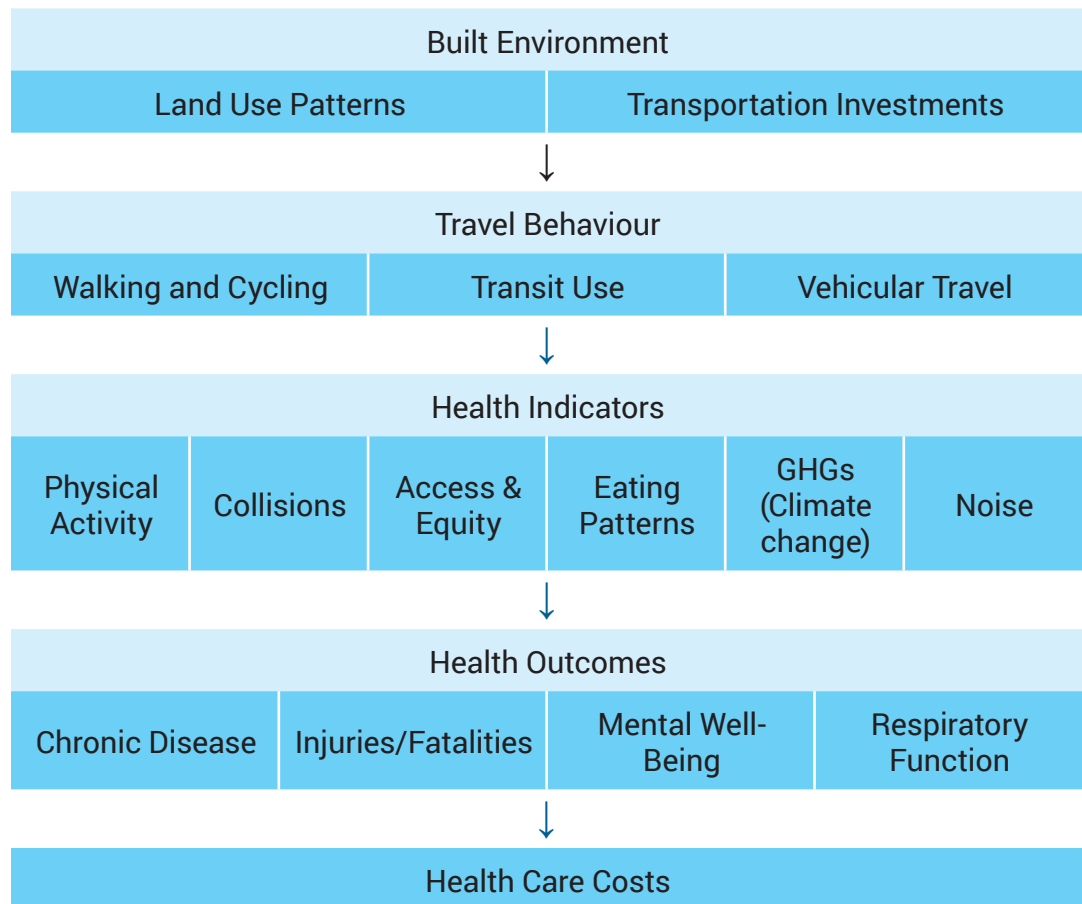 Built Environment
Land Use Patterns
Transportation Investments
↓
Travel Behaviour
Walking and Cycling
Transit Use
Vehicular Travel
↓
Health Indicators
Physical
Activity
Collisions
Access &
Equity
Eating
Patterns
GHGs
(Climate
change)
Noise
↓
Health Outcomes
Chronic Disease
Injuries/Fatalities
Mental Well-
Being
Respiratory
Function
↓
Health Care Costs